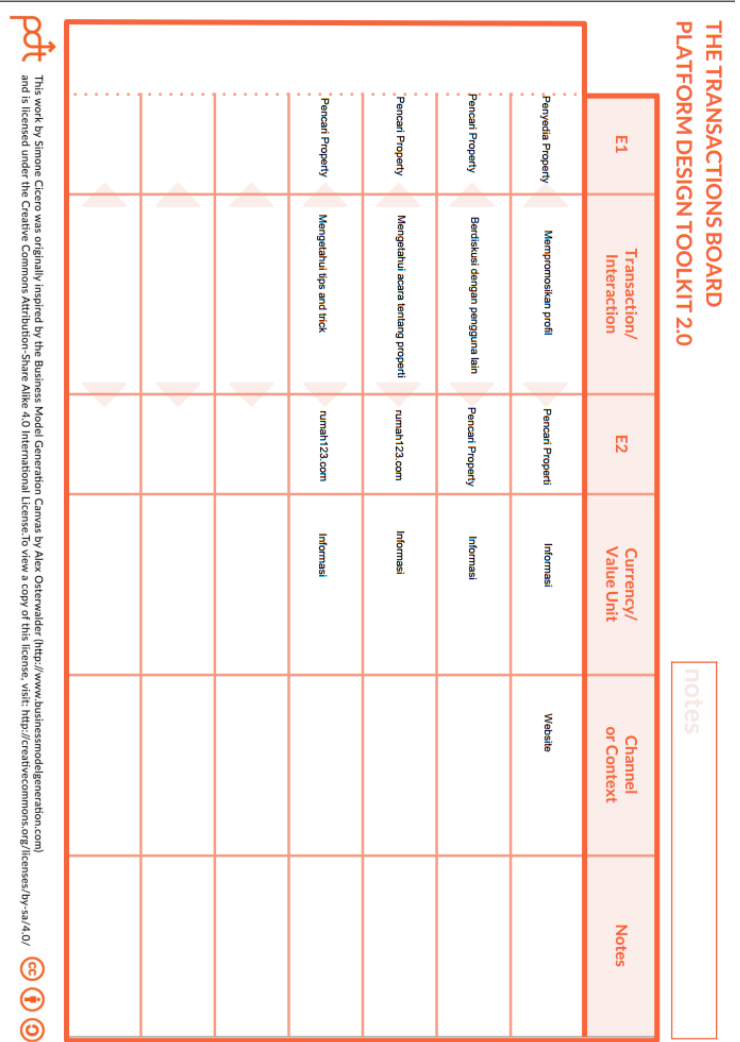 THE TRANSACTIONS BOARD
PLATFORM DESIGN TOOLKIT 2.0
notes
E1
Transaction/
Interaction
E2
Currency/
Value Unit
Channel
or Context
Notes
Penyedia Property
Mempromosikan profil
Pencari Properti
Informasi
Website
Pencari Property
Berdiskusi dengan pengguna lain
Pencari Property
Informasi
Pencari Property
Mengetahui acara tentang properti
rumah123.com
Informasi
Pencari Property
Mengetahui tips and trick
rumah123.com
Informasi
pdt
This work by Simone Cicero was originally inspired by the Business Model Generation Canvas by Alex Osterwalder (http://www.businessmodelgeneration.com)
and is licensed under the Creative Commons Attribution-Share Alike 4.0 International License.To view a copy of this license, visit: http://creativecommons.org/licenses/by-sa/4.0/
cc